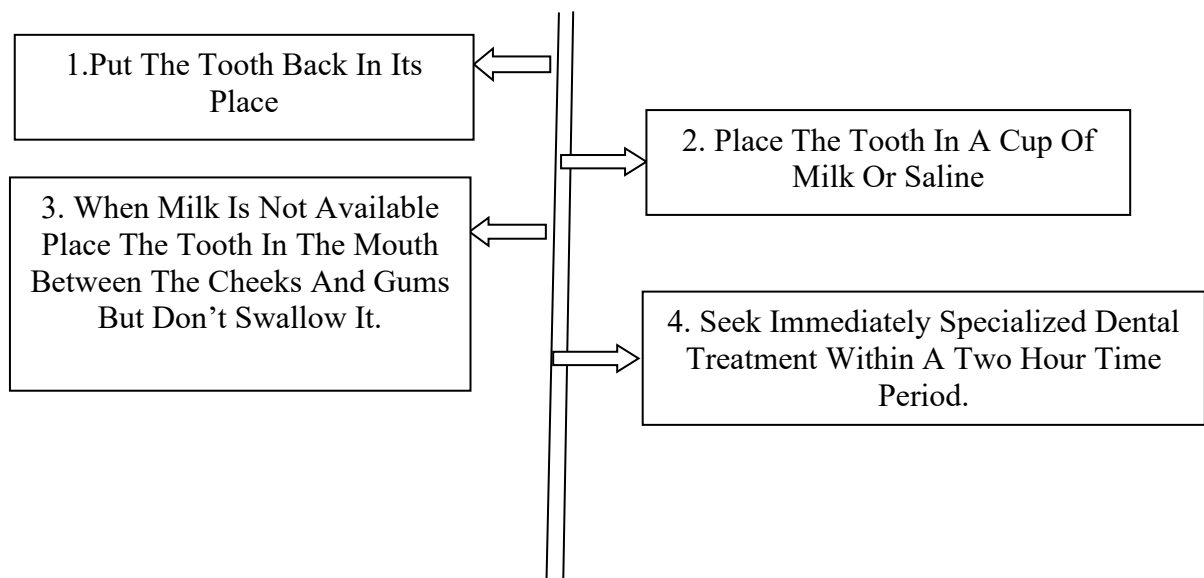 1.Put The Tooth Back In Its
Place
2. Place The Tooth In A Cup Of
Milk Or Saline
3. When Milk Is Not Available
Place The Tooth In The Mouth
Between The Cheeks And Gums
But Don’t Swallow It.
4. Seek Immediately Specialized Dental
Treatment Within A Two Hour Time
Period.